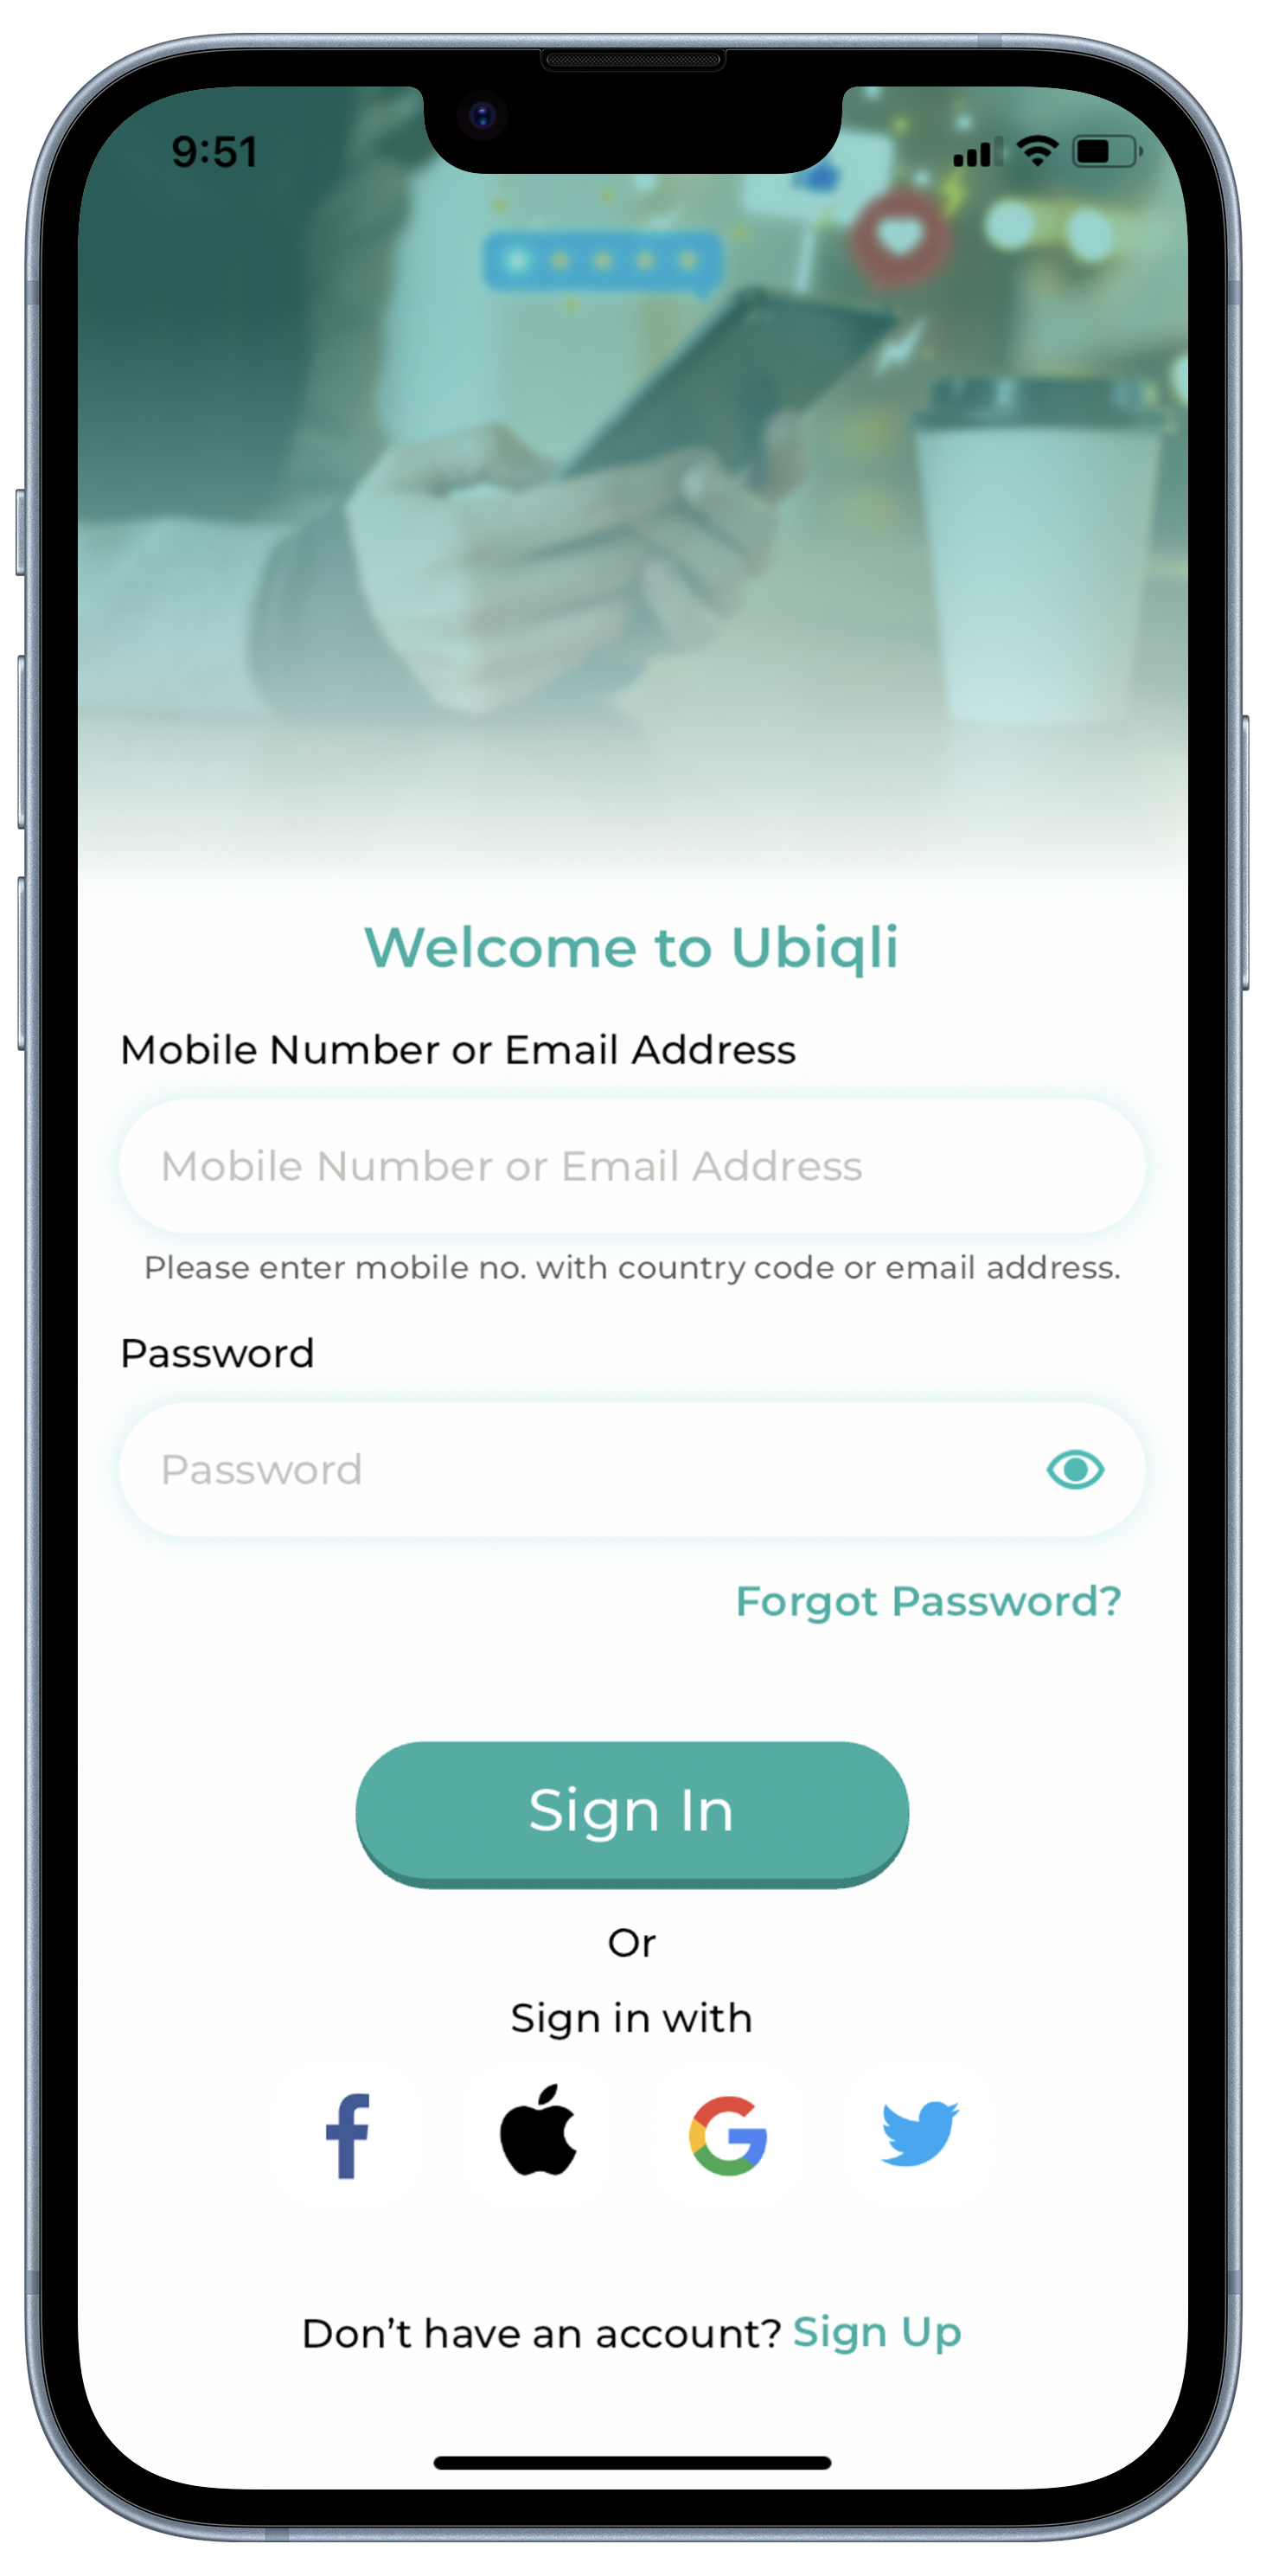 9:51
Welcome to Ubiqli
Mobile Number or Email Address
Mobile Number or Email Address
Please enter mobile no. with country code or email address.
Password
Password
Forgot Password?
Sign In
Or
Sign in with
Don’t have an account? Sign Up